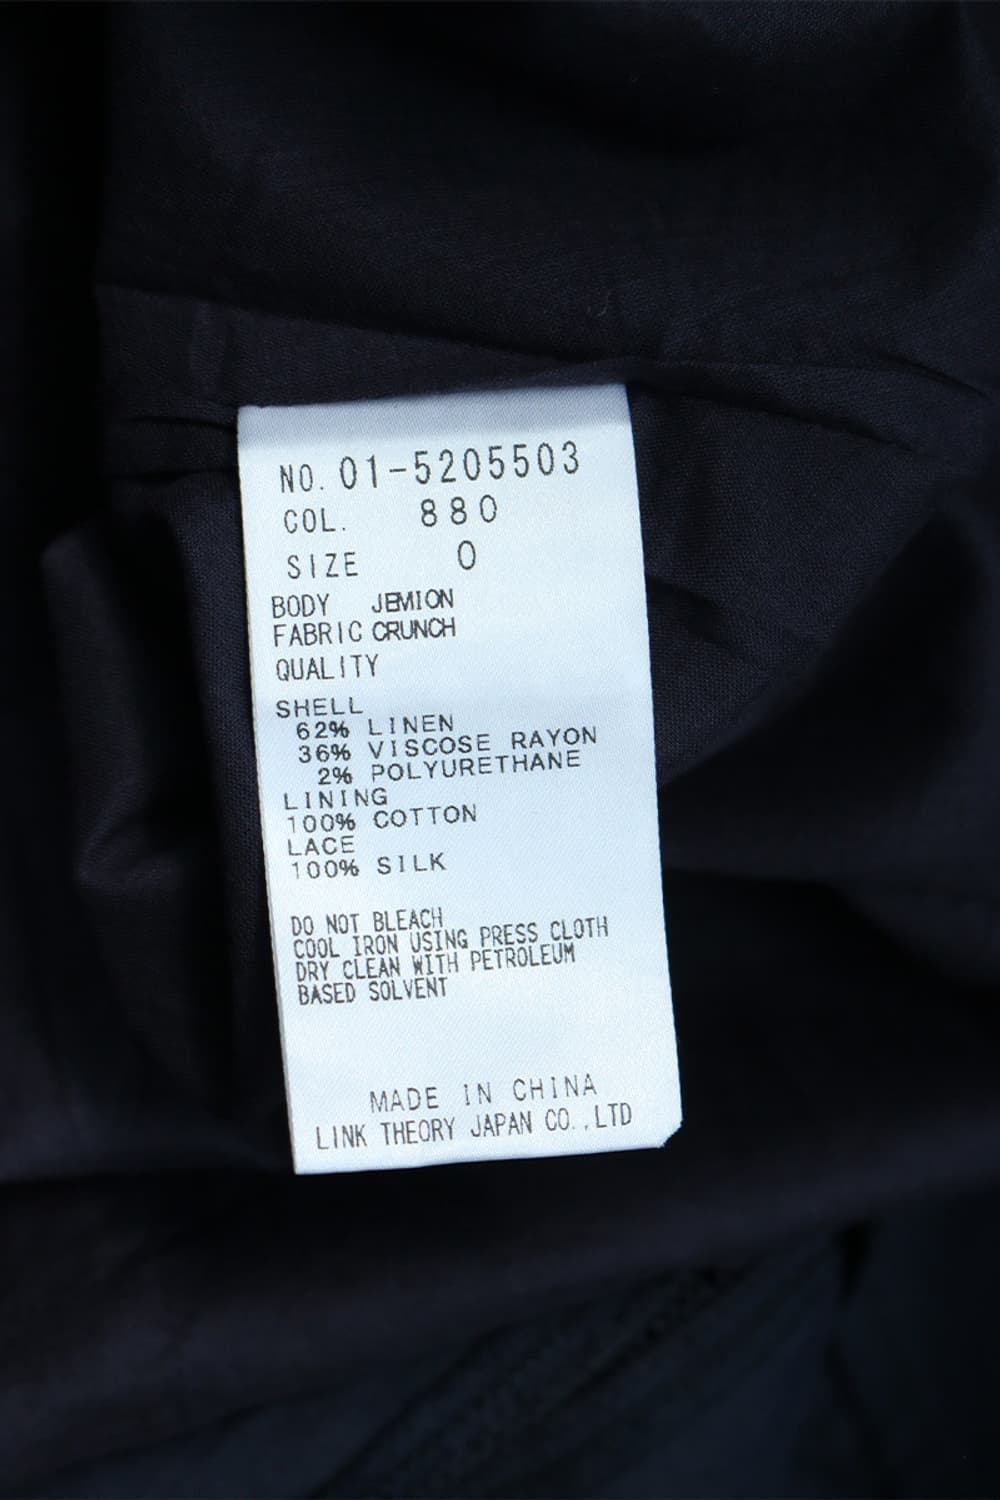 NO. 01-5205503
COL. 880
SIZE 0
BODY JEMION
FABRIC CRUNCH
QUALITY
SHELL
62% LINEN
36% VISCOSE RAYON
2% POLYURETHANE
LINING
100% COTTON
LACE
100% SILK
DO NOT BLEACH
COOL IRON USING PRESS CLOTH
DRY CLEAN WITH PETROLEUM
BASED SOLVENT
MADE IN CHINA
LINK THEORY JAPAN CO.,LTD